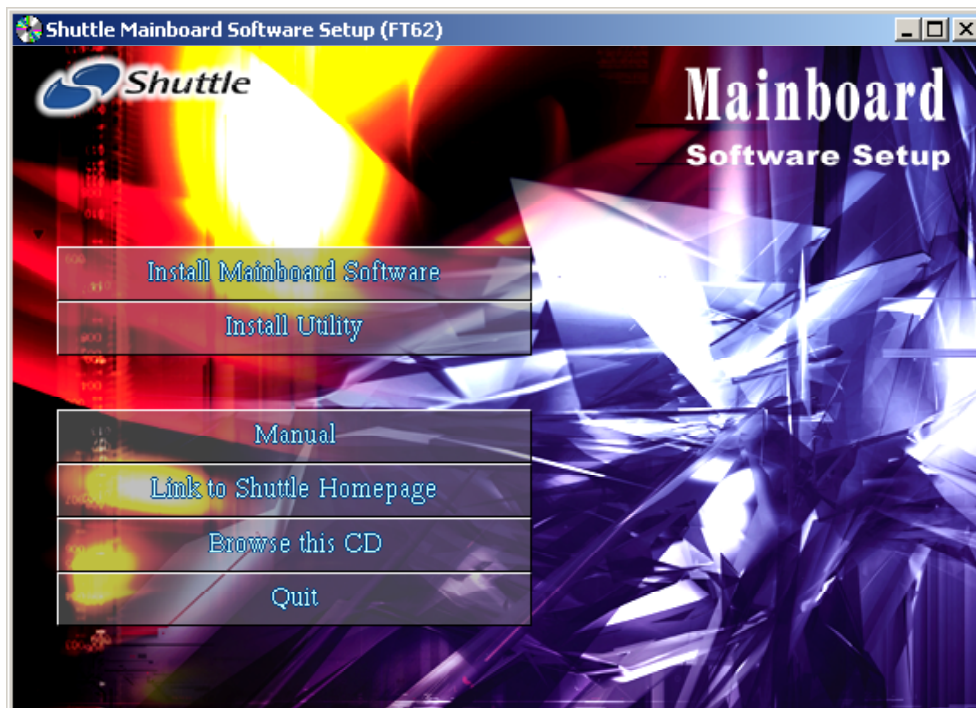 Shuttle Mainboard Software Setup (FT62)
Shuttle
Mainboard
Software Setup
Install Mainboard Software
Install Utility
Manual
Link to Shuttle Homepage
Browse this CD
Quit